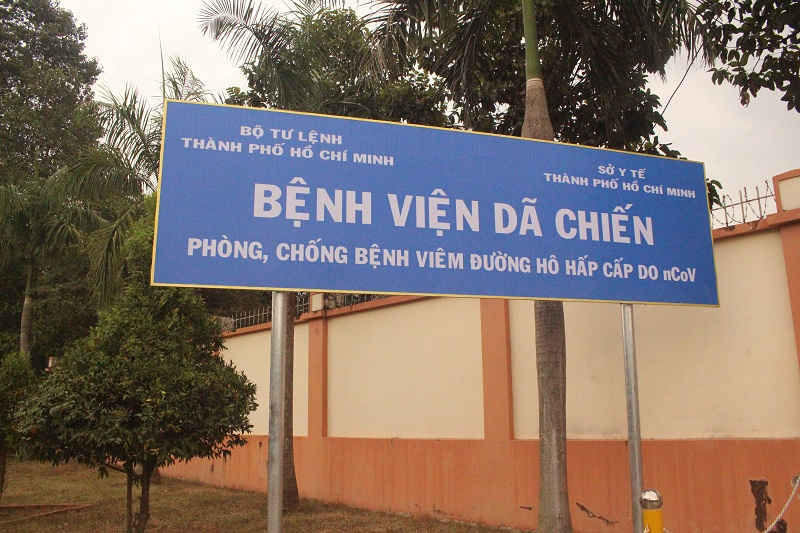 BỘ TƯ LỆNH
THÀNH PHỐ HỒ CHÍ MINH
SỞ Y TẾ
THÀNH PHỐ HỒ CHÍ MINH
BỆNH VIỆN DÃ CHIẾN
PHÒNG, CHỐNG BỆNH VIÊM ĐƯỜNG HÔ HẤP CẤP DO nCoV